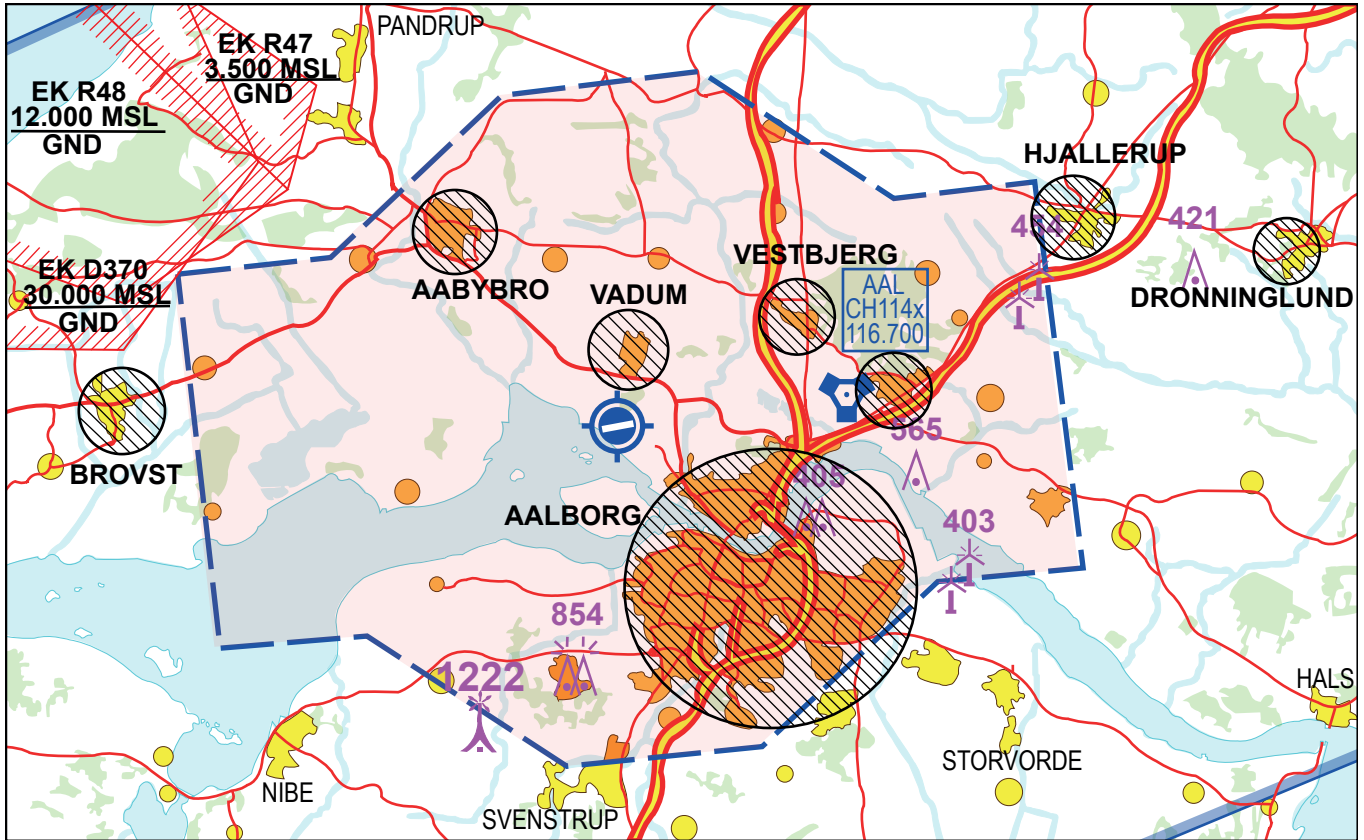 PANDRUP
EK R47
3.500 MSL
GND
EK R48
12.000 MSL
GND
HJALLERUP
434
421
VESTBJERG
EK D370
30.000 MSL
GND
AABYBRO
VADUM
AAL
CH114x
116.700
DRONNINGLUND
BROVST
565
405
AALBORG
403
854
1222
HALS
STORVORDE
NIBE
SVENSTRUP